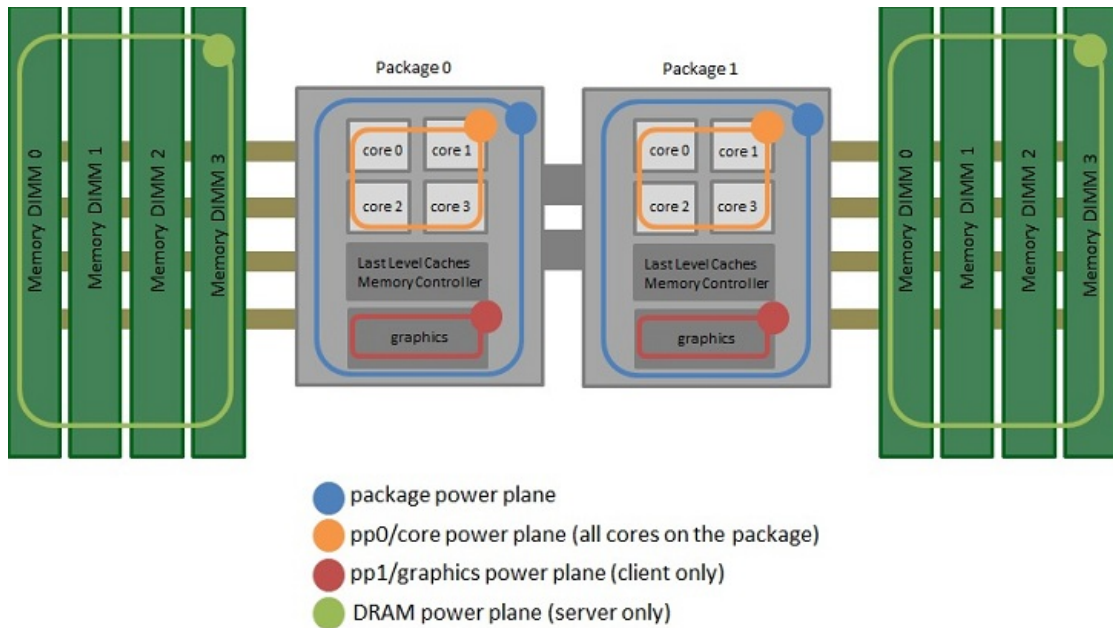 Package 0
Package 1
Memory DIMM 0
Memory DIMM 1
Memory DIMM 2
Memory DIMM 3
core 0
core 1
core 2
core 3
Last Level Caches
Memory Controller
graphics
core 0
core 1
core 2
core 3
Last Level Caches
Memory Controller
graphics
Memory DIMM 0
Memory DIMM 1
Memory DIMM 2
Memory DIMM 3
package power plane
pp0/core power plane (all cores on the package)
pp1/graphics power plane (client only)
DRAM power plane (server only)